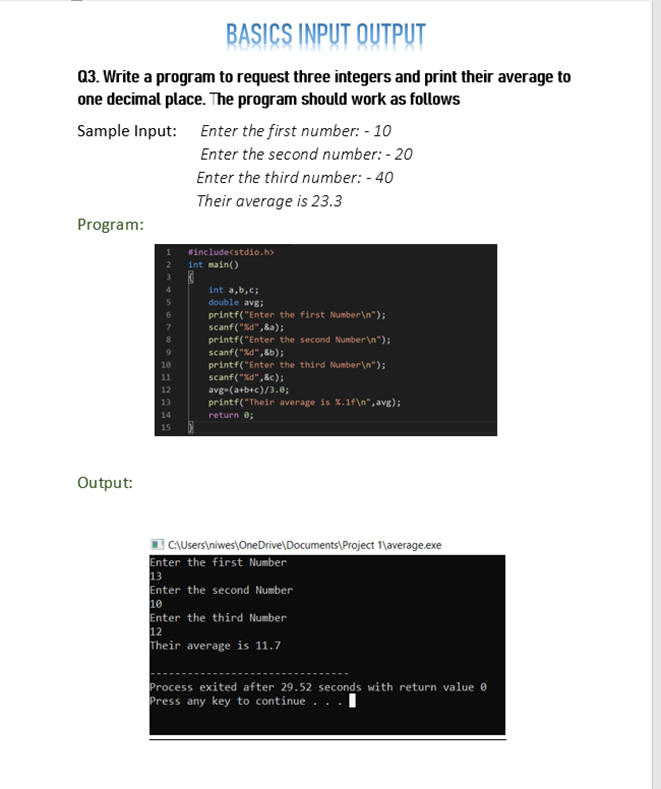 BASICS INPUT OUTPUT
Q3. Write a program to request three integers and print their average to
one decimal place. The program should work as follows
Sample Input: Enter the first number: - 10
Enter the second number: - 20
Enter the third number: - 40
Their average is 23.3
Program:
1 #include<stdio.h>
2 int main()
3 {
4 int a,b,c;
5 double avg;
6 printf("Enter the first Number\n");
7 scanf("%d",&a);
8 printf("Enter the second Number\n");
9 scanf("%d",&b);
10 printf("Enter the third Number\n");
11 scanf("%d",&c);
12 avg=(a+b+c)/3.0;
13 printf("Their average is %.1f\n",avg);
14 return 0;
15 }
Output:
C:\Users\niwes\OneDrive\Documents\Project 1\average.exe
Enter the first Number
13
Enter the second Number
10
Enter the third Number
12
Their average is 11.7
--------------------------------
Process exited after 29.52 seconds with return value 0
Press any key to continue . . .